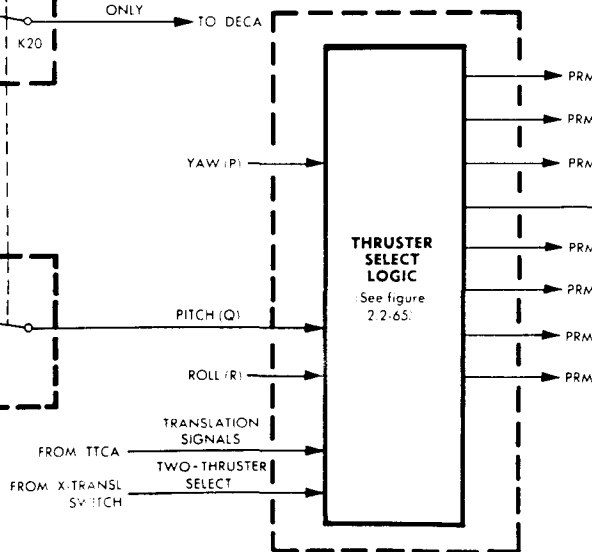 ONLY
TO DECA
K20
PRM
PRM
YAW (P)
PRM
THRUSTER
SELECT
LOGIC
PRM
(See figure
2.2-65)
PRM
PITCH (Q)
PRM
ROLL (R)
PRM
TRANSLATION
SIGNALS
FROM TTCA
TWO-THRUSTER
SELECT
FROM X-TRANSL
SWITCH